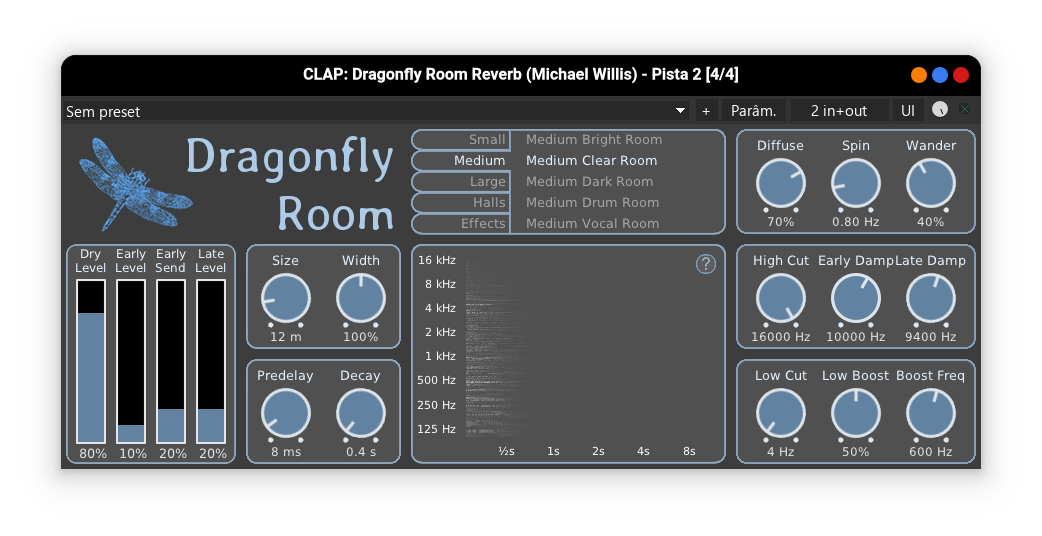 CLAP: Dragonfly Room Reverb (Michael Willis) - Pista 2 [4/4]
Sem preset
+
Parâm.
2 in+out
UI
Dragonfly
Room
Small
Medium
Large
Halls
Effects
Medium Bright Room
Medium Clear Room
Medium Dark Room
Medium Drum Room
Medium Vocal Room
Diffuse Spin Wander
70% 0.80 Hz 40%
Dry Early Early Late
Level Level Send Level
80% 10% 20% 20%
Size Width
12 m 100%
Predelay Decay
8 ms 0.4 s
?
16 kHz
8 kHz
4 kHz
2 kHz
1 kHz
500 Hz
250 Hz
125 Hz
½s 1s 2s 4s 8s
High Cut Early Damp Late Damp
16000 Hz 10000 Hz 9400 Hz
Low Cut Low Boost Boost Freq
4 Hz 50% 600 Hz